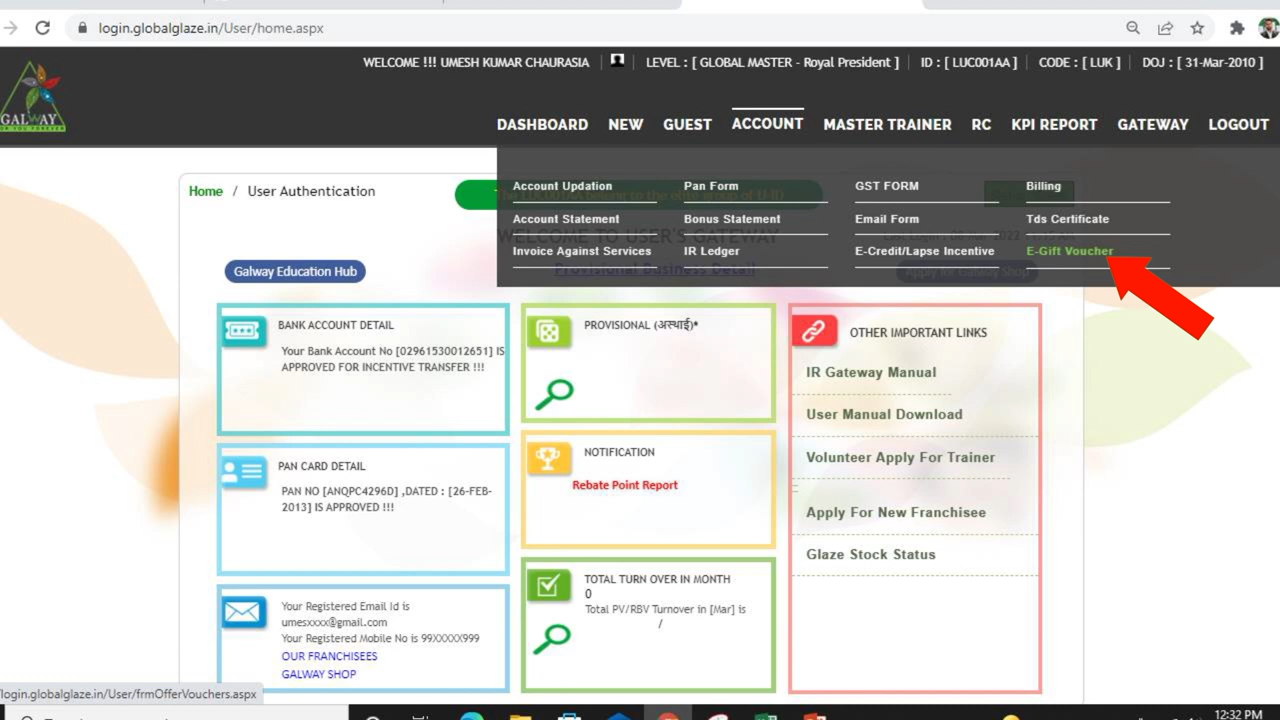 login.globalglaze.in/User/home.aspx
WELCOME !!! UMESH KUMAR CHAURASIA | | LEVEL : [ GLOBAL MASTER - Royal President ] | ID : [ LUC001AA ] | CODE : [ LUK ] | DOJ : [ 31-Mar-2010 ]
GALWAY
DASHBOARD NEW GUEST ACCOUNT MASTER TRAINER RC KPI REPORT GATEWAY LOGOUT
Account Updation Pan Form GST FORM Billing
Home / User Authentication
Account Statement Bonus Statement Email Form Tds Certificate
WELCOME TO USER'S GATEWAY
Invoice Against Services IR Ledger E-Credit/Lapse Incentive E-Gift Voucher
Galway Education Hub
Provisional Business Detail
Apply for Galway Shop
BANK ACCOUNT DETAIL
Your Bank Account No [02961530012651] IS
APPROVED FOR INCENTIVE TRANSFER !!!
PROVISIONAL (अस्थाई)*
OTHER IMPORTANT LINKS
IR Gateway Manual
User Manual Download
Volunteer Apply For Trainer
Apply For New Franchisee
Glaze Stock Status
PAN CARD DETAIL
PAN NO [ANQPC4296D] ,DATED : [26-FEB-
2013] IS APPROVED !!!
NOTIFICATION
Rebate Point Report
TOTAL TURN OVER IN MONTH
0
Total PV/RBV Turnover in [Mar] is
/
Your Registered Email Id is
umesxxxx@gmail.com
Your Registered Mobile No is 99XXXXX999
OUR FRANCHISEES
GALWAY SHOP
login.globalglaze.in/User/frmOfferVouchers.aspx
12:32 PM